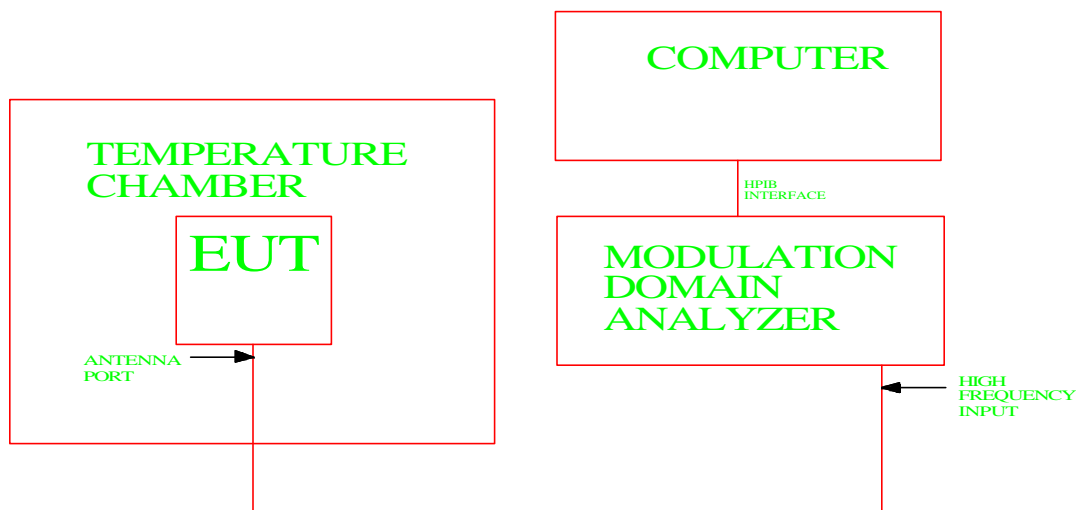 COMPUTER
TEMPERATURE
CHAMBER
HPIB
INTERFACE
EUT
MODULATION
DOMAIN
ANALYZER
ANTENNA
PORT
HIGH
FREQUENCY
INPUT